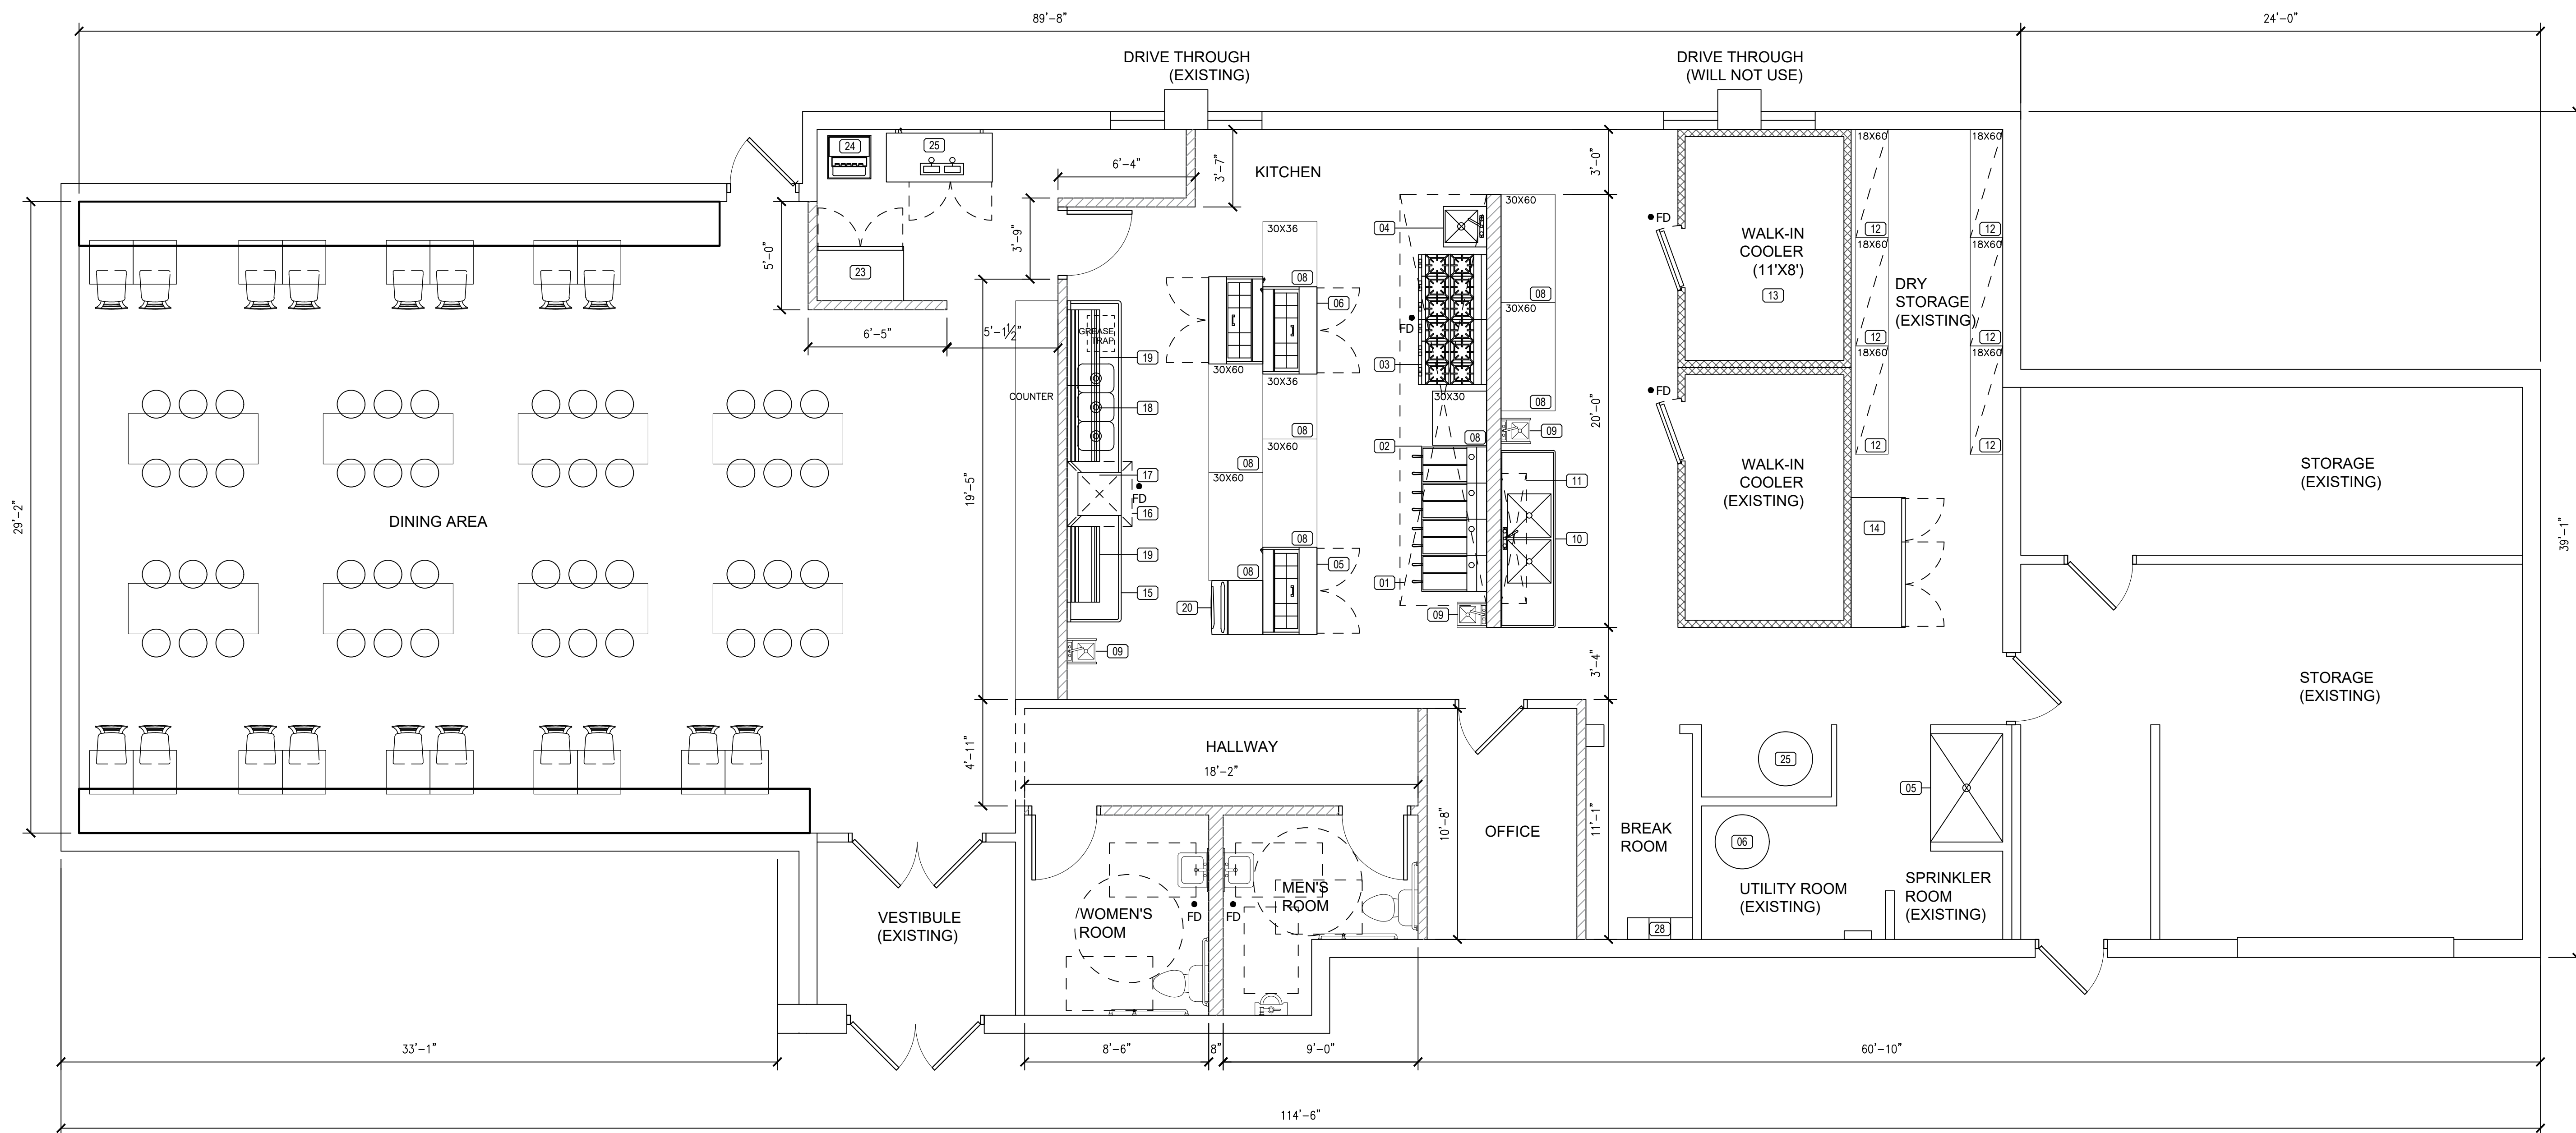 89'-8"
24'-0"
DRIVE THROUGH
(EXISTING)
DRIVE THROUGH
(WILL NOT USE)
24
25
6'-4"
3'-7"
KITCHEN
3'-0"
18X60
18X60
FD
04
30X60
30X36
WALK-IN
COOLER
(11'X8')
13
12
12
18X60
18X60
DRY
STORAGE
(EXISTING)
3'-9"
5'-0"
23
08
06
08
30X60
6'-5"
5'-1½"
GREASE
TRAP
19
FD
03
12
12
18X60
18X60
30X60
30X36
COUNTER
18
30X30
08
FD
08
30X60
08
02
08
09
20'-0"
12
12
STORAGE
(EXISTING)
WALK-IN
COOLER
(EXISTING)
29'-2"
DINING AREA
19'-5"
17
FD
16
08
30X60
11
10
14
39'-1"
19
08
05
08
01
15
20
09
09
3'-4"
STORAGE
(EXISTING)
4'-11"
HALLWAY
18'-2"
25
05
10'-8"
OFFICE
11'-1"
BREAK
ROOM
06
VESTIBULE
(EXISTING)
WOMEN'S
ROOM
FD
FD
MEN'S
ROOM
UTILITY ROOM
(EXISTING)
SPRINKLER
ROOM
(EXISTING)
28
33'-1"
8'-6"
8"
9'-0"
60'-10"
114'-6"